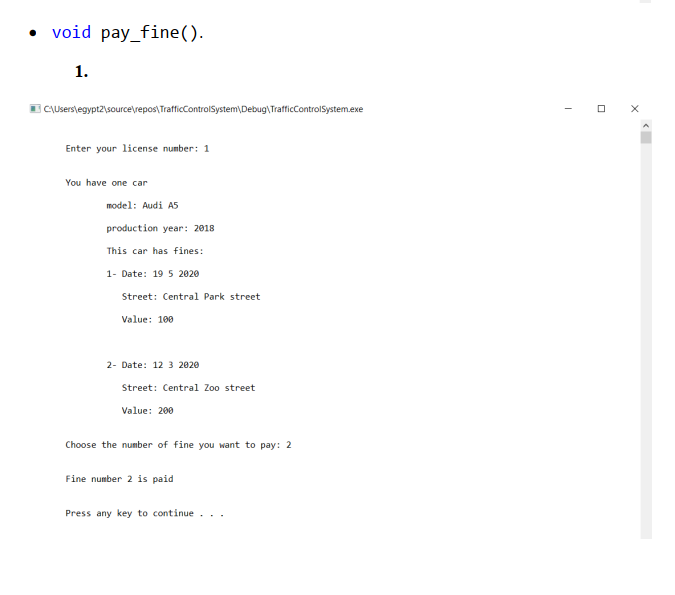 • void pay_fine().
1.
C:\Users\egypt2\source\repos\TrafficControlSystem\Debug\TrafficControlSystem.exe
Enter your license number: 1
You have one car
model: Audi A5
production year: 2018
This car has fines:
1- Date: 19 5 2020
Street: Central Park street
Value: 100
2- Date: 12 3 2020
Street: Central Zoo street
Value: 200
Choose the number of fine you want to pay: 2
Fine number 2 is paid
Press any key to continue . . .